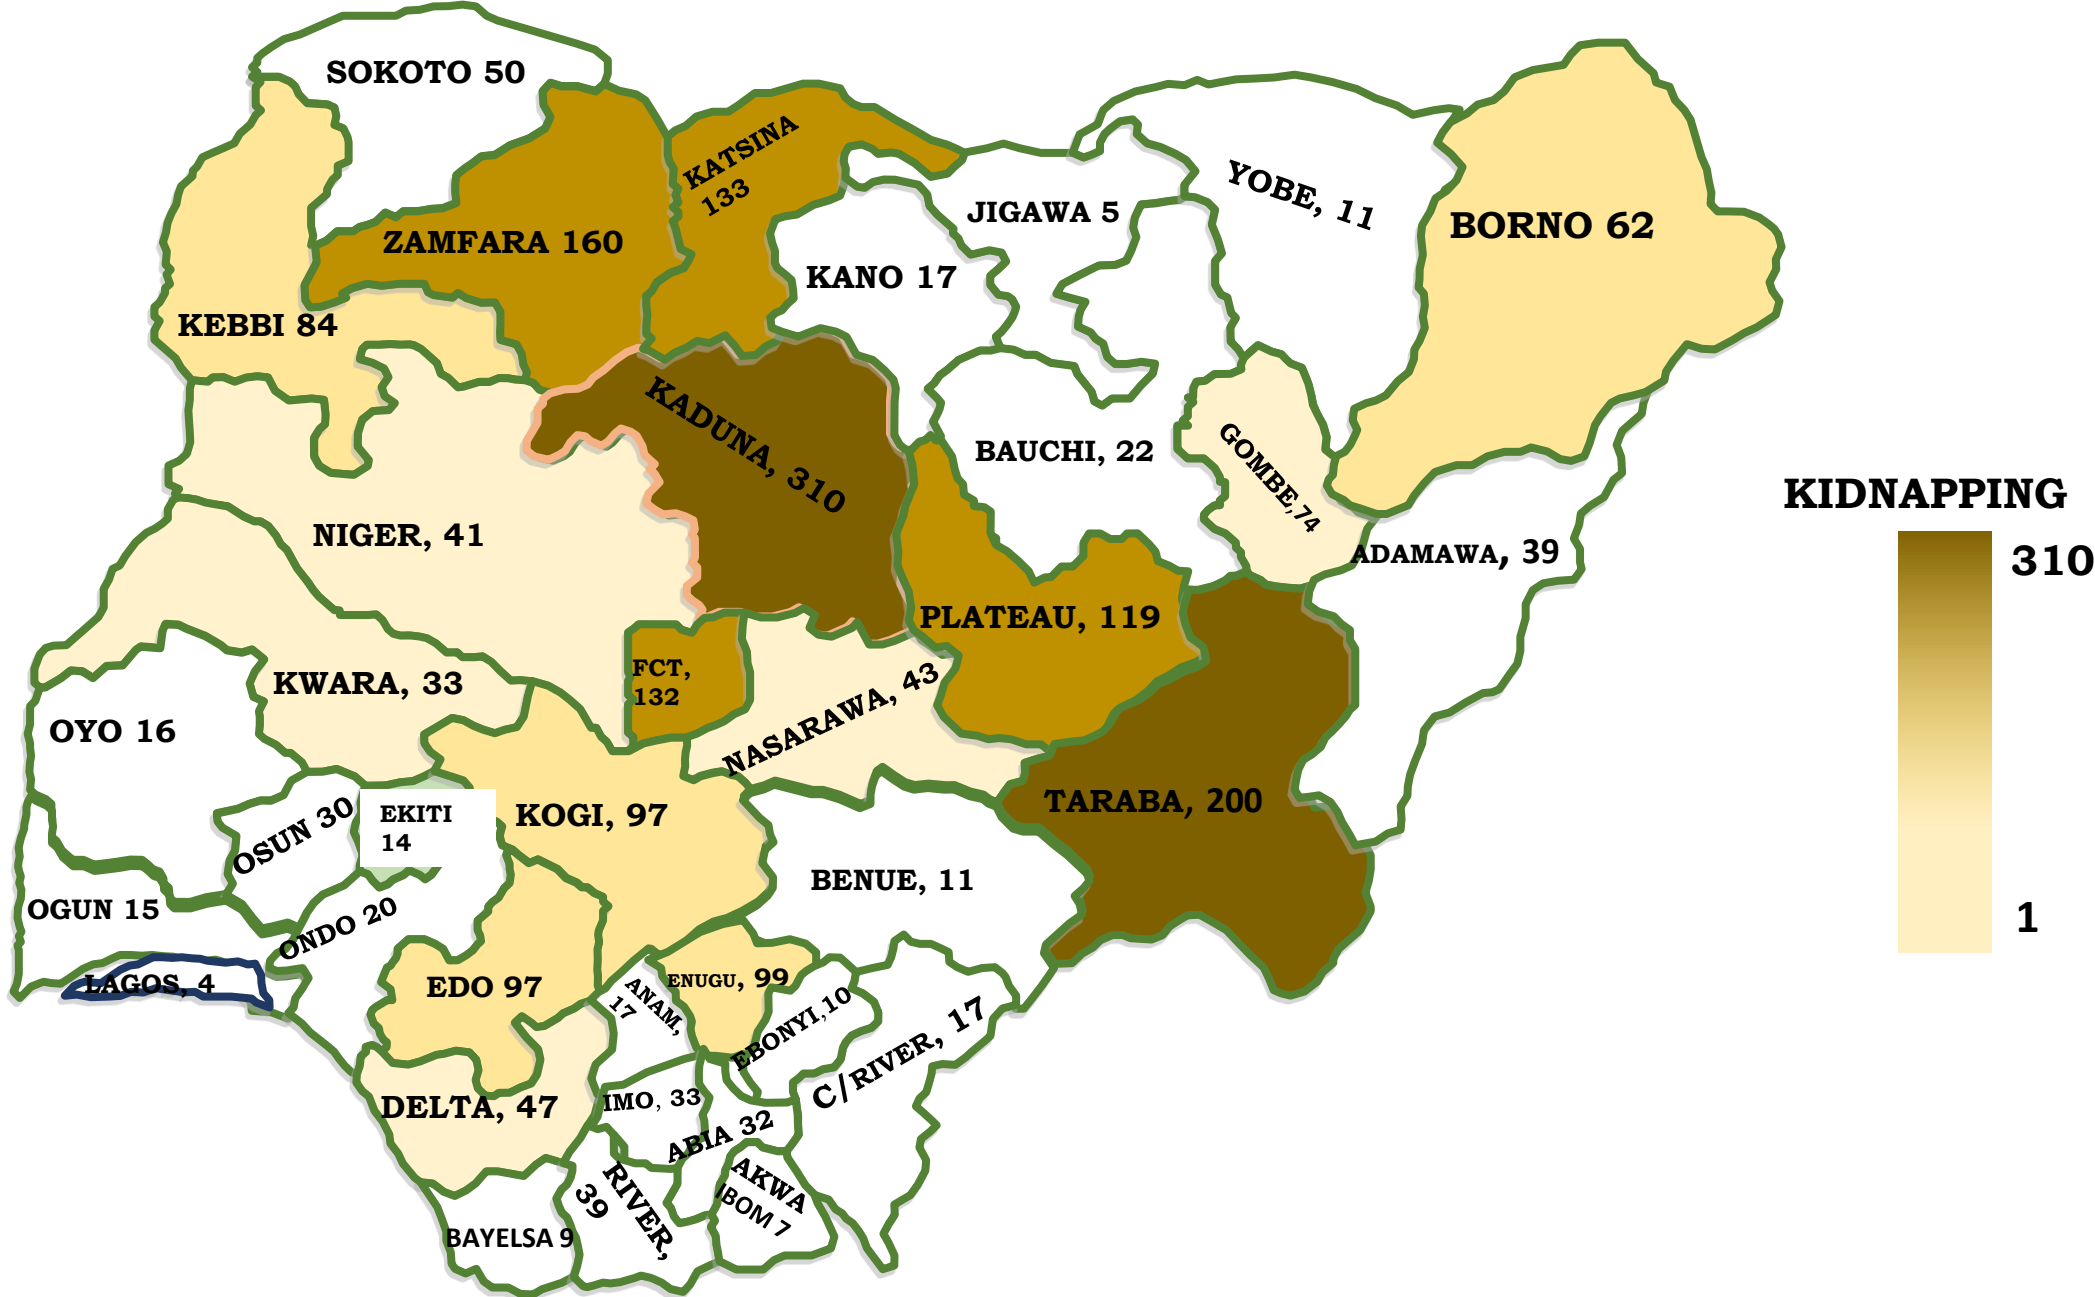 SOKOTO 50
ZAMFARA 160
KATSINA
133
KEBBI 84
KANO 17
JIGAWA 5
YOBE, 11
BORNO 62
KADUNA, 310
BAUCHI, 22
GOMBE,74
ADAMAWA, 39
NIGER, 41
PLATEAU, 119
FCT,
132
NASARAWA, 43
KWARA, 33
OYO 16
TARABA, 200
OSUN 30
EKITI
14
KOGI, 97
BENUE, 11
OGUN 15
ONDO 20
LAGOS, 4
EDO 97
ENUGU, 99
ANAM,
17
EBONYI,10
C/RIVER, 17
DELTA, 47
IMO, 33
ABIA 32
AKWA
IBOM 7
RIVER,
39
BAYELSA 9
KIDNAPPING
310
1